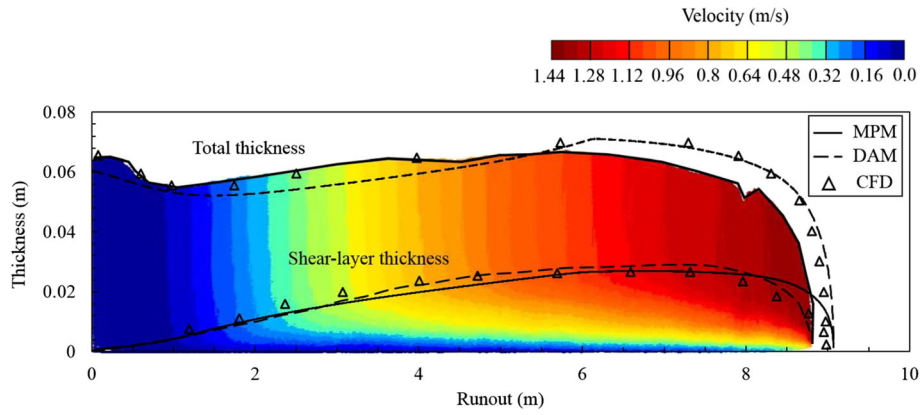 Velocity (m/s)
1.44 1.28 1.12 0.96 0.8 0.64 0.48 0.32 0.16 0.0
0.08
0.06
0.04
0.02
0
Thickness (m)
Total thickness
Shear-layer thickness
MPM
DAM
CFD
0 2 4 6 8 10
Runout (m)